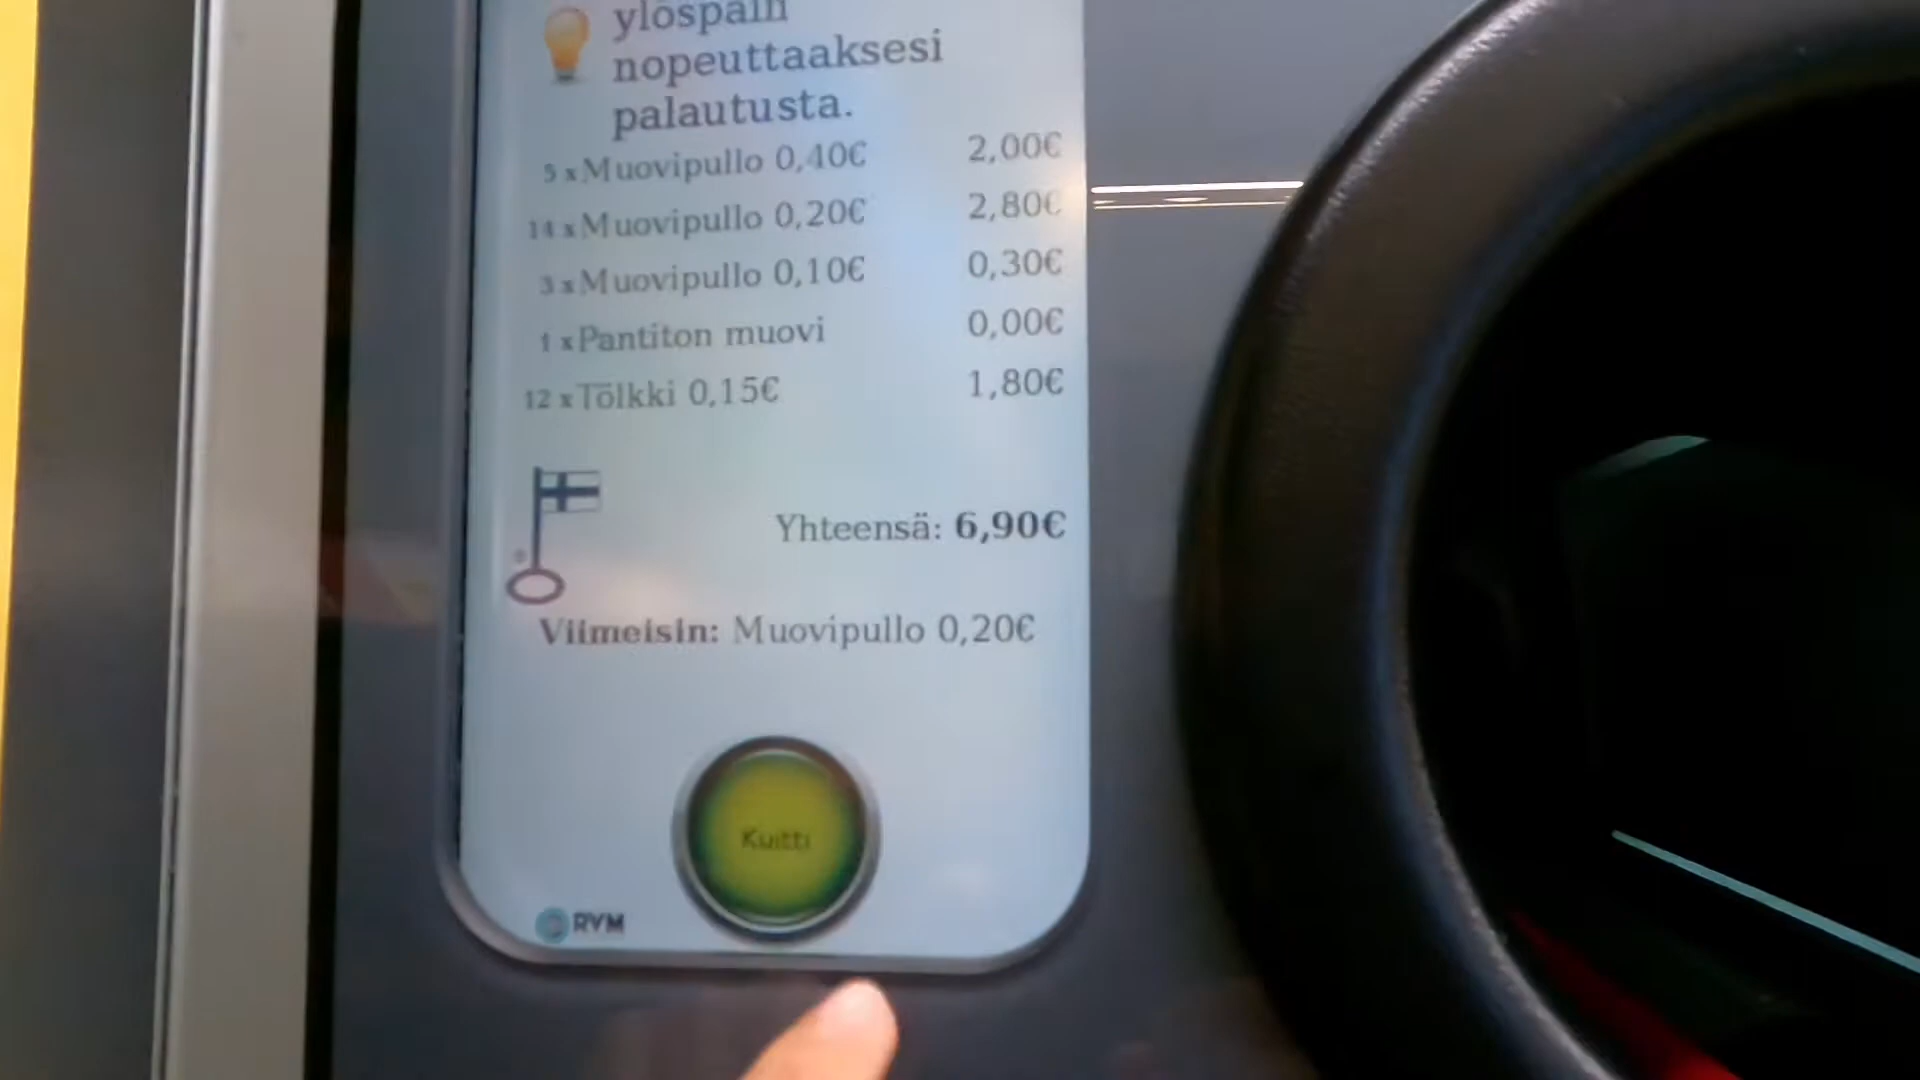 ylöspäin
nopeuttaaksesi
palautusta.
5 x Muovipullo 0,40€ 2,00€
14 x Muovipullo 0,20€ 2,80€
3 x Muovipullo 0,10€ 0,30€
1 x Pantiton muovi 0,00€
12 x Tölkki 0,15€ 1,80€
Yhteensä: 6,90€
Viimeisin: Muovipullo 0,20€
Kuitti
RVM